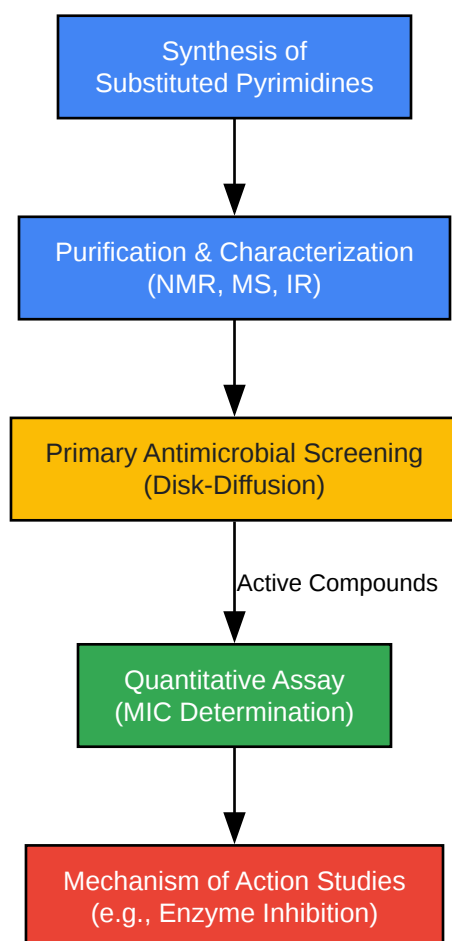 Synthesis of
Substituted Pyrimidines
Purification & Characterization
(NMR, MS, IR)
Primary Antimicrobial Screening
(Disk-Diffusion)
Active Compounds
Quantitative Assay
(MIC Determination)
Mechanism of Action Studies
(e.g., Enzyme Inhibition)